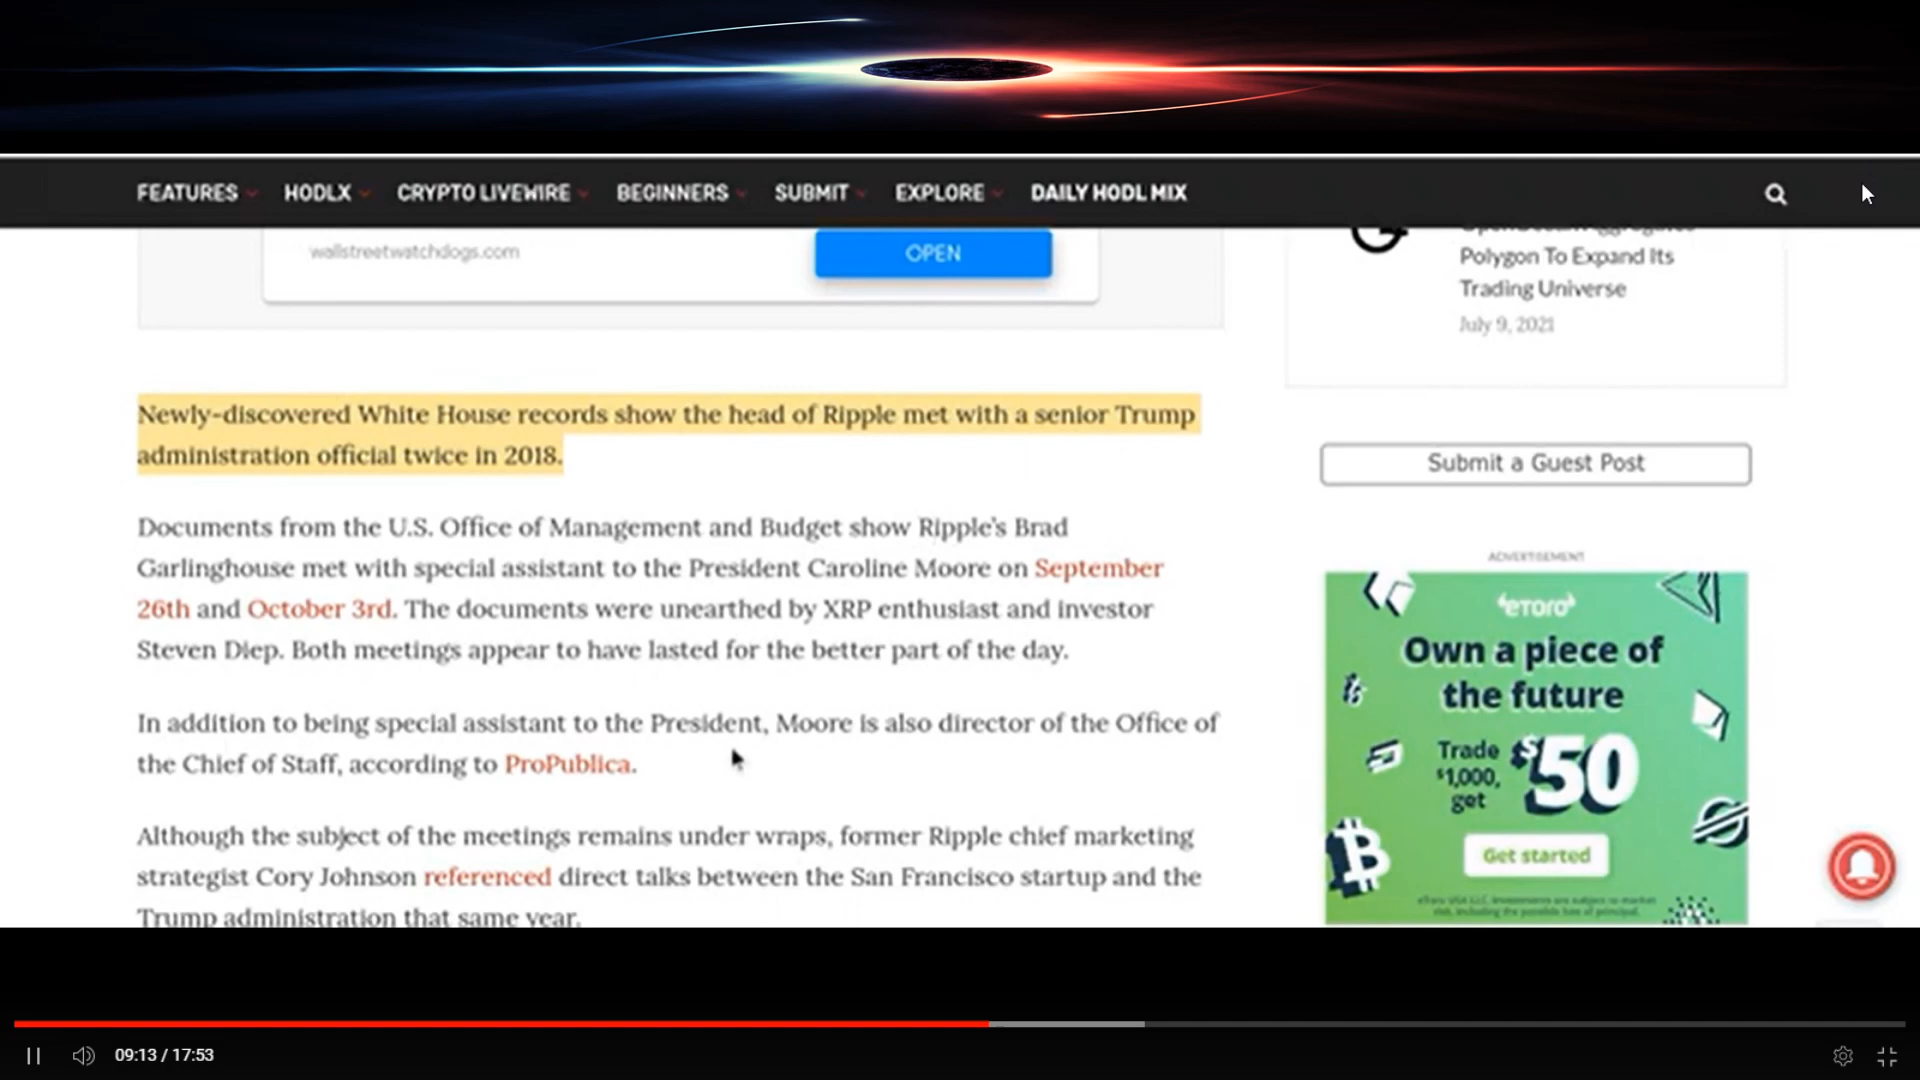 FEATURES HODLX CRYPTO LIVEWIRE BEGINNERS SUBMIT EXPLORE DAILY HODL MIX
wallstreetwatchdogs.com
OPEN
Polygon To Expand Its
Trading Universe
July 9, 2021
Newly-discovered White House records show the head of Ripple met with a senior Trump
administration official twice in 2018.
Documents from the U.S. Office of Management and Budget show Ripple's Brad
Garlinghouse met with special assistant to the President Caroline Moore on September
26th and October 3rd. The documents were unearthed by XRP enthusiast and investor
Steven Diep. Both meetings appear to have lasted for the better part of the day.
In addition to being special assistant to the President, Moore is also director of the Office of
the Chief of Staff, according to ProPublica.
Although the subject of the meetings remains under wraps, former Ripple chief marketing
strategist Cory Johnson referenced direct talks between the San Francisco startup and the
Trump administration that same year.
Submit a Guest Post
ADVERTISEMENT
eTORO
Own a piece of
the future
Trade
$1,000,
get
$50
Get started
09:13 / 17:53